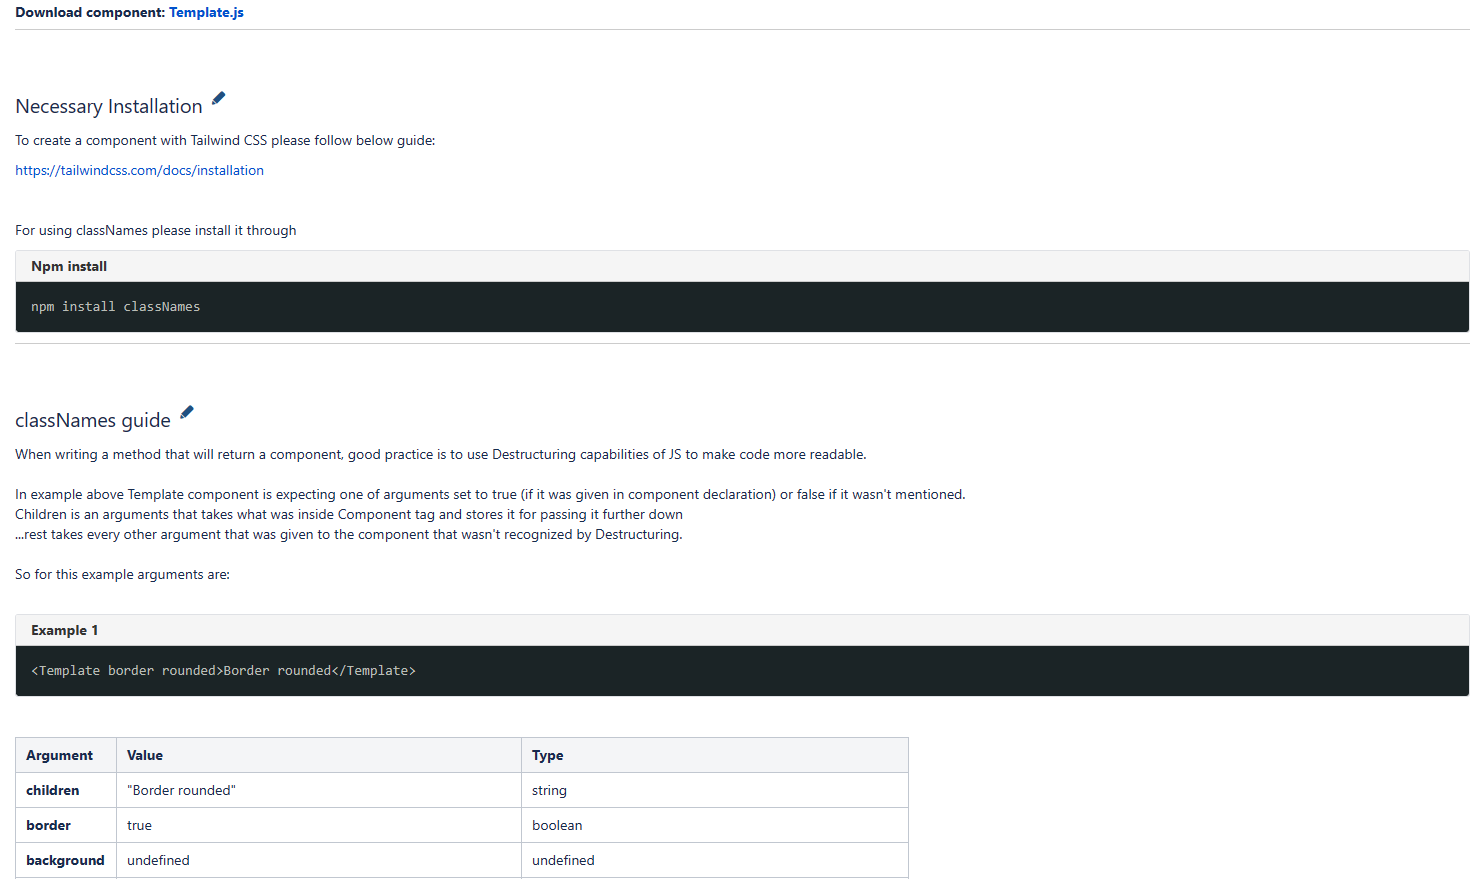 Download component: Template.js
Necessary Installation
To create a component with Tailwind CSS please follow below guide:
https://tailwindcss.com/docs/installation
For using classNames please install it through
Npm install
npm install classNames
classNames guide
When writing a method that will return a component, good practice is to use Destructuring capabilities of JS to make code more readable.
In example above Template component is expecting one of arguments set to true (if it was given in component declaration) or false if it wasn't mentioned.
Children is an arguments that takes what was inside Component tag and stores it for passing it further down
...rest takes every other argument that was given to the component that wasn't recognized by Destructuring.
So for this example arguments are:
Example 1
<Template border rounded>Border rounded</Template>
Argument Value Type
children "Border rounded" string
border true boolean
background undefined undefined